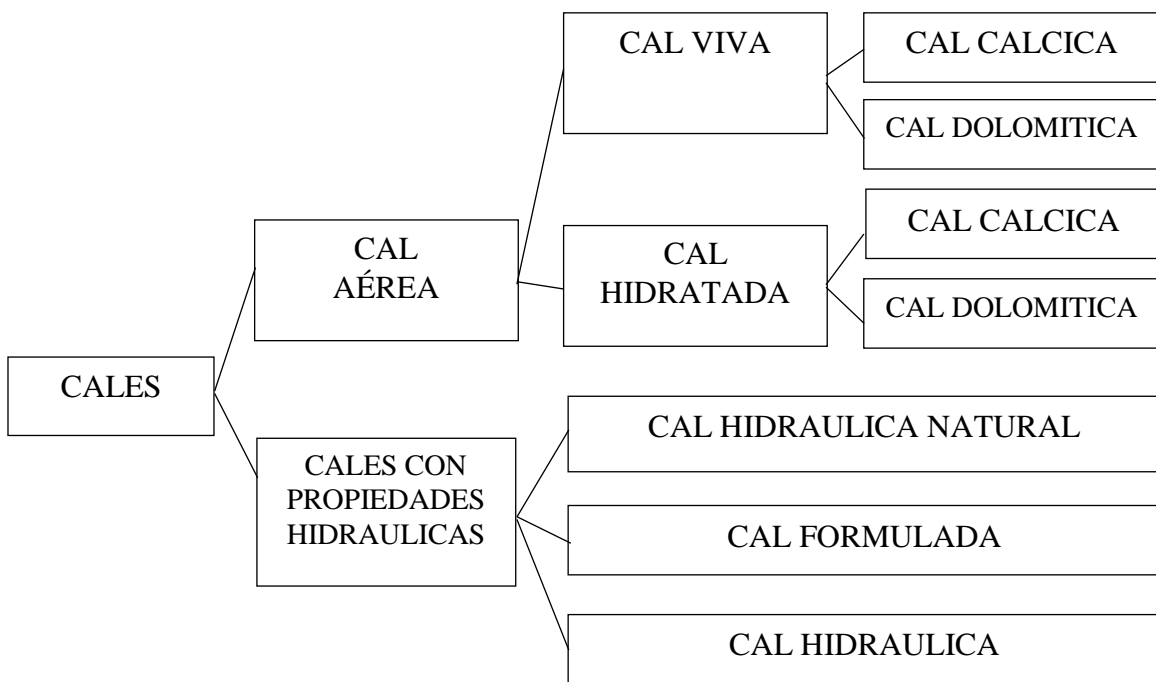 CALES
CAL
AÉREA
CAL VIVA
CAL CALCICA
CAL DOLOMITICA
CAL
HIDRATADA
CAL CALCICA
CAL DOLOMITICA
CALES CON
PROPIEDADES
HIDRAULICAS
CAL HIDRAULICA NATURAL
CAL FORMULADA
CAL HIDRAULICA